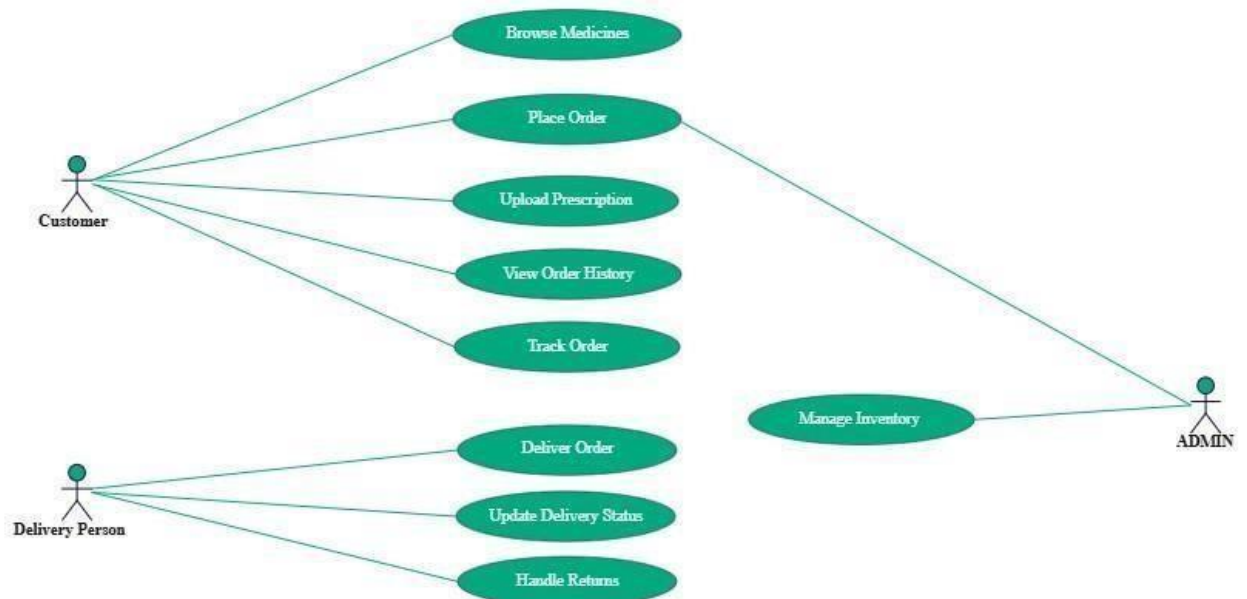 Browse Medicines
Place Order
Upload Prescription
Customer
View Order History
Track Order
Manage Inventory
ADMIN
Deliver Order
Update Delivery Status
Delivery Person
Handle Returns